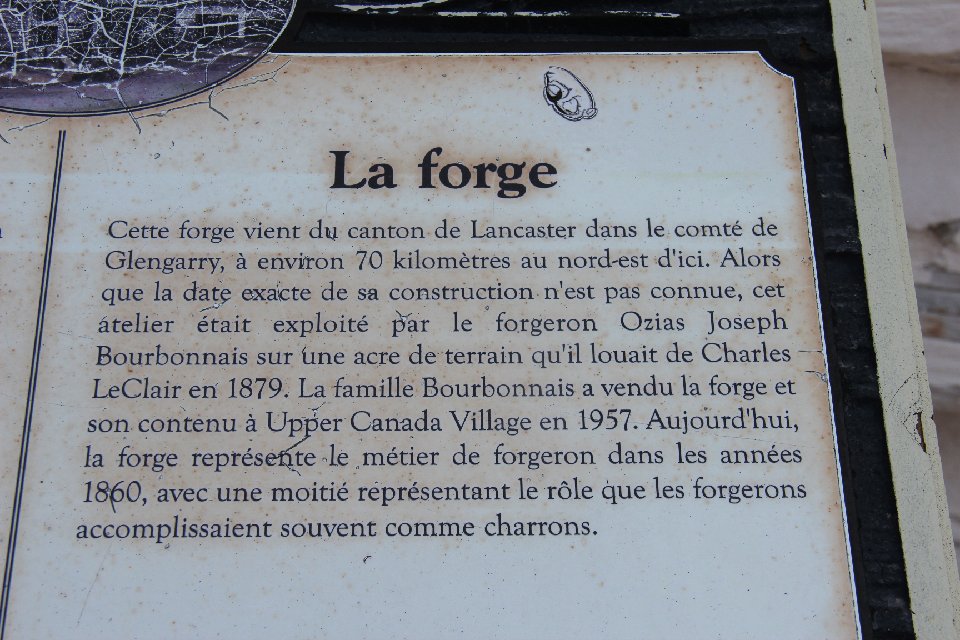 La forge
Cette forge vient du canton de Lancaster dans le comté de
Glengarry, à environ 70 kilomètres au nord-est d'ici. Alors
que la date exacte de sa construction n'est pas connue, cet
atelier était exploité par le forgeron Ozias Joseph
Bourbonnais sur une acre de terrain qu'il louait de Charles
LeClair en 1879. La famille Bourbonnais a vendu la forge et
son contenu à Upper Canada Village en 1957. Aujourd'hui,
la forge représente le métier de forgeron dans les années
1860, avec une moitié représentant le rôle que les forgerons
accomplissaient souvent comme charrons.